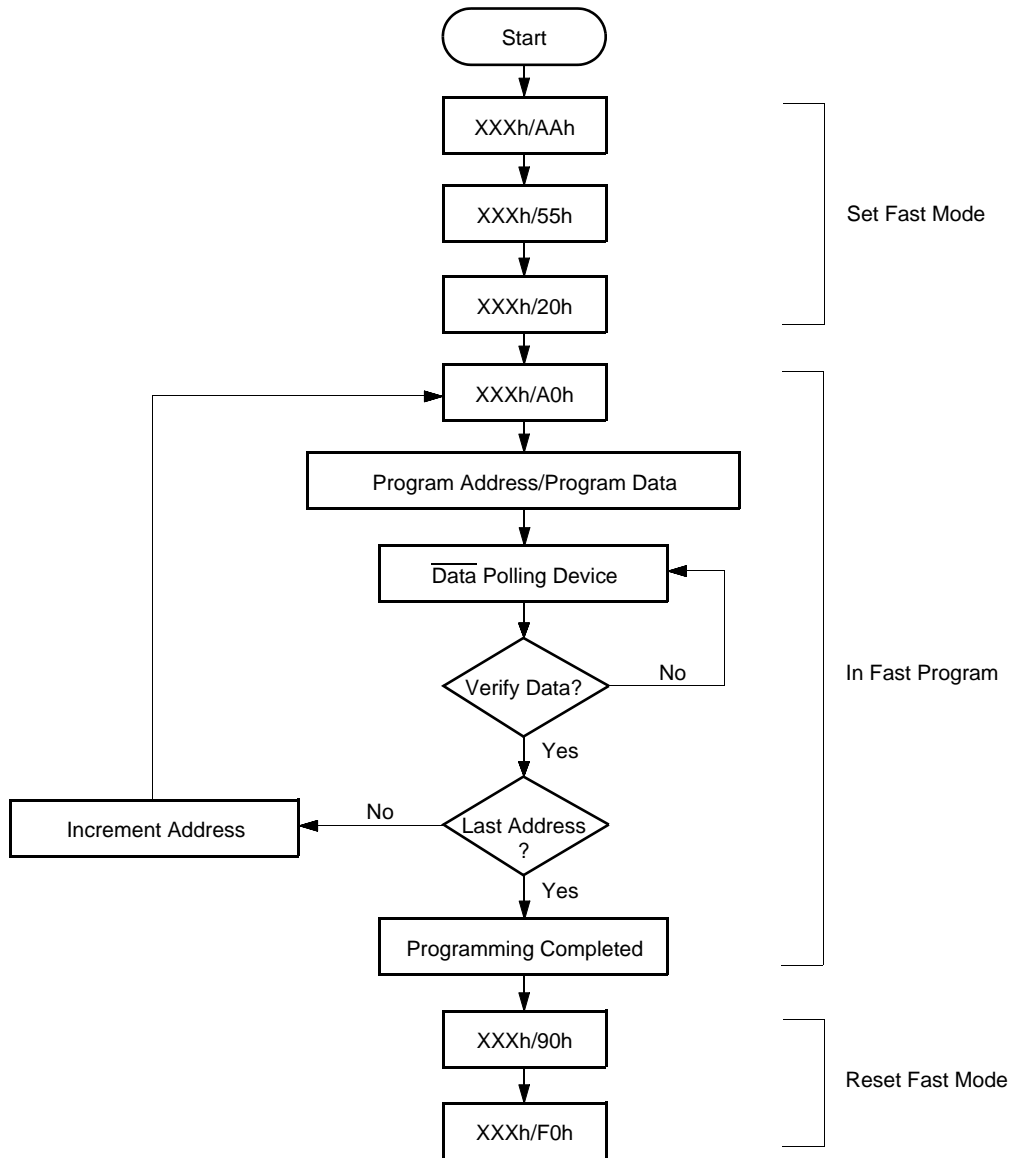 Start
XXXh/AAh
XXXh/55h
Set Fast Mode
XXXh/20h
XXXh/A0h
Program Address/Program Data
Data Polling Device
Verify Data?
No
In Fast Program
Yes
Increment Address
No
Last Address
?
Yes
Programming Completed
XXXh/90h
Reset Fast Mode
XXXh/F0h